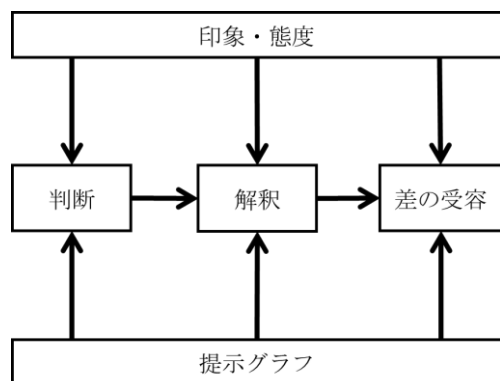 印象・態度
判断
解釈
差の受容
提示グラフ